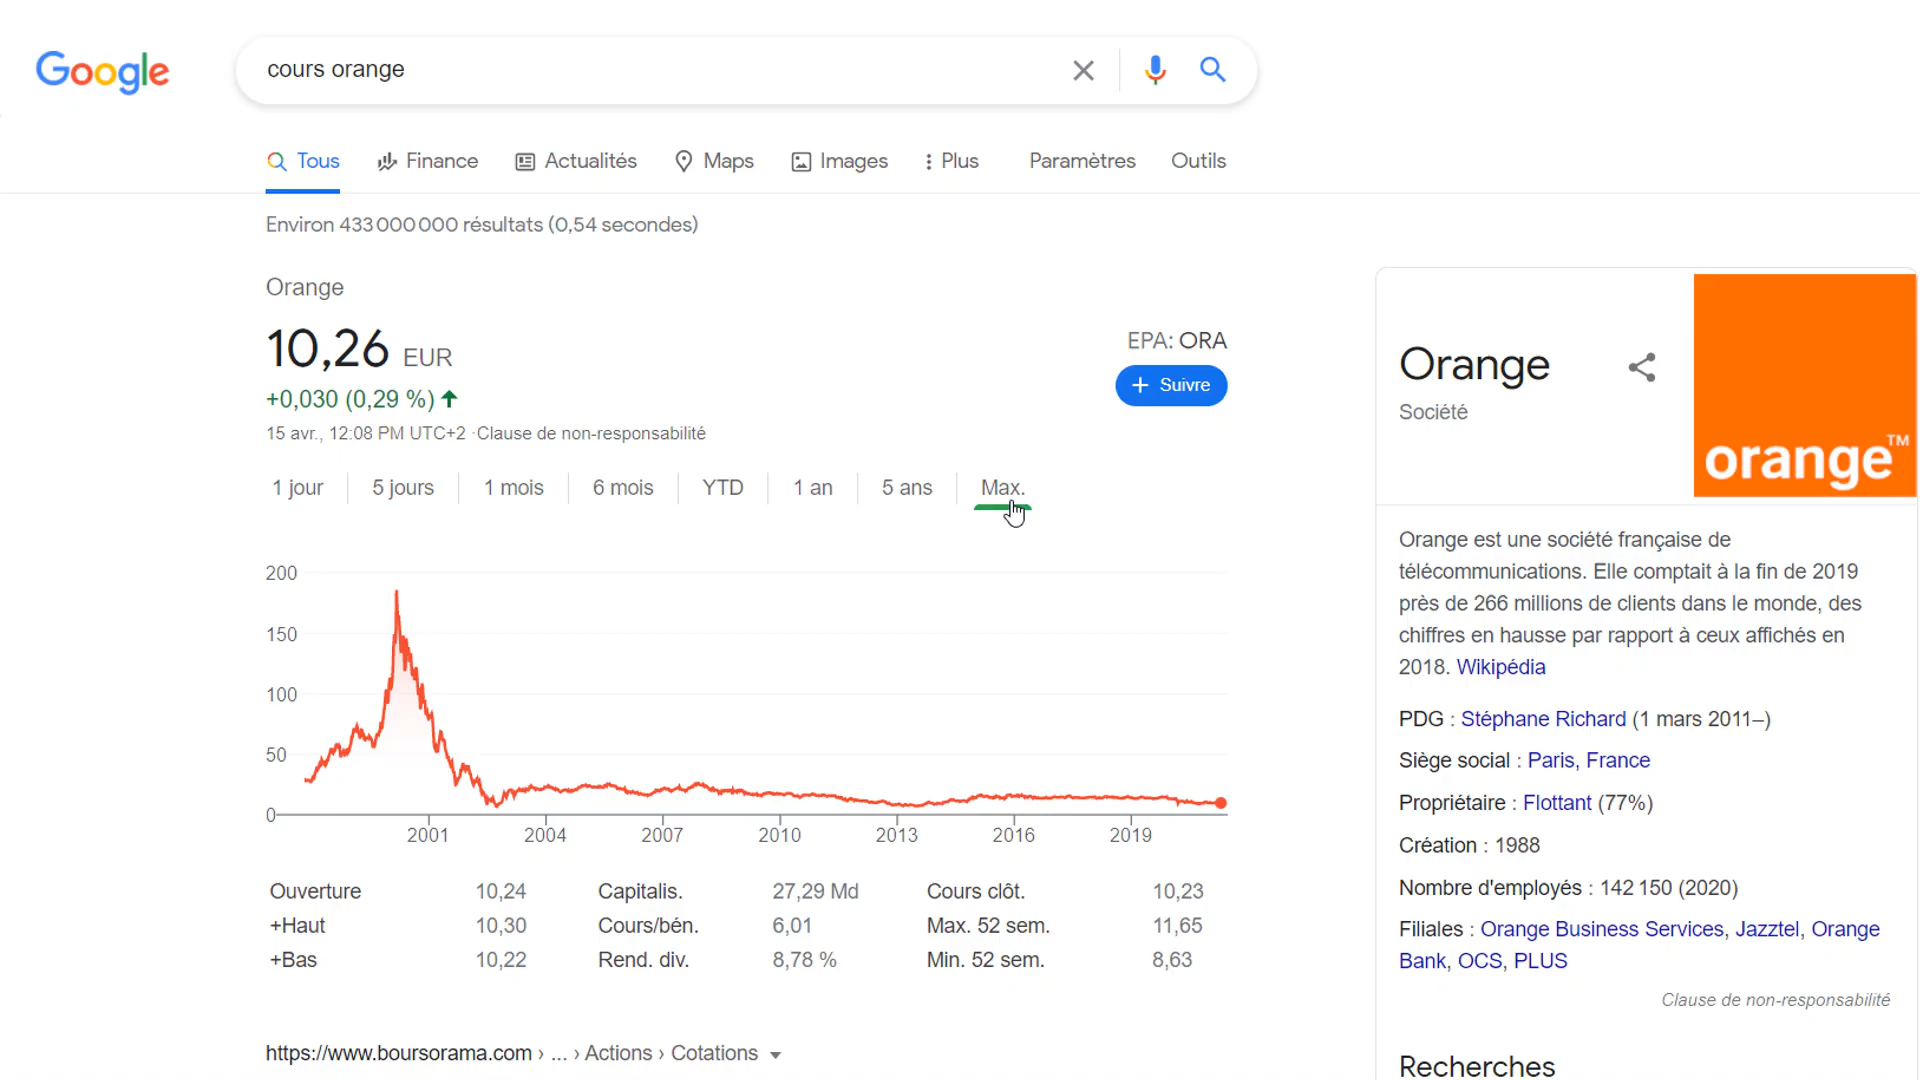 Google
cours orange
Tous Finance Actualités Maps Images Plus Paramètres Outils
Environ 433 000 000 résultats (0,54 secondes)
Orange
10,26 EUR
+0,030 (0,29 %)
15 avr., 12:08 PM UTC+2 · Clause de non-responsabilité
EPA: ORA
+ Suivre
1 jour 5 jours 1 mois 6 mois YTD 1 an 5 ans Max.
200
150
100
50
0
2001 2004 2007 2010 2013 2016 2019
Ouverture 10,24 Capitalis. 27,29 Md Cours clôt. 10,23
+Haut 10,30 Cours/bén. 6,01 Max. 52 sem. 11,65
+Bas 10,22 Rend. div. 8,78 % Min. 52 sem. 8,63
https://www.boursorama.com › ... › Actions › Cotations
Orange
Société
orange™
Orange est une société française de
télécommunications. Elle comptait à la fin de 2019
près de 266 millions de clients dans le monde, des
chiffres en hausse par rapport à ceux affichés en
2018. Wikipédia
PDG : Stéphane Richard (1 mars 2011–)
Siège social : Paris, France
Propriétaire : Flottant (77%)
Création : 1988
Nombre d'employés : 142 150 (2020)
Filiales : Orange Business Services, Jazztel, Orange
Bank, OCS, PLUS
Clause de non-responsabilité
Recherches